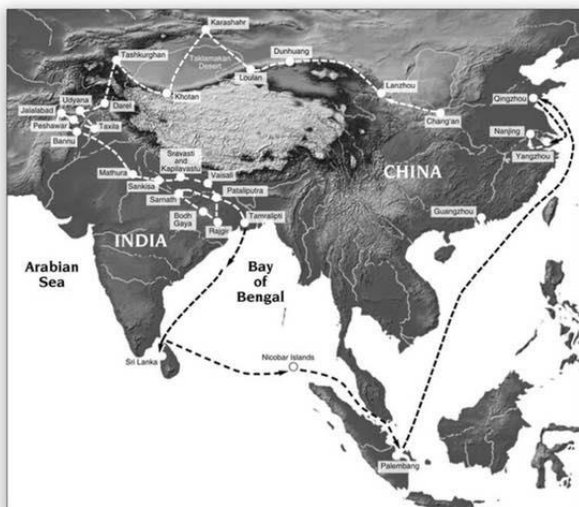 Karashahr
Tashkurghan
Taklamakan
Desert
Dunhuang
Loulan
Khotan
Lanzhou
Chang'an
Qingzhou
Nanjing
Yangzhou
Udyana
Darel
Jalalabad
Peshawar
Taxila
Bannu
Sravasti
and
Kapilavastu
Vaisali
Mathura
Sankisa
Pataliputra
Sarnath
CHINA
Guangzhou
Bodh
Gaya
Rajgir
Tamralipti
INDIA
Arabian
Sea
Bay
of
Bengal
Sri Lanka
Nicobar Islands
Palembang